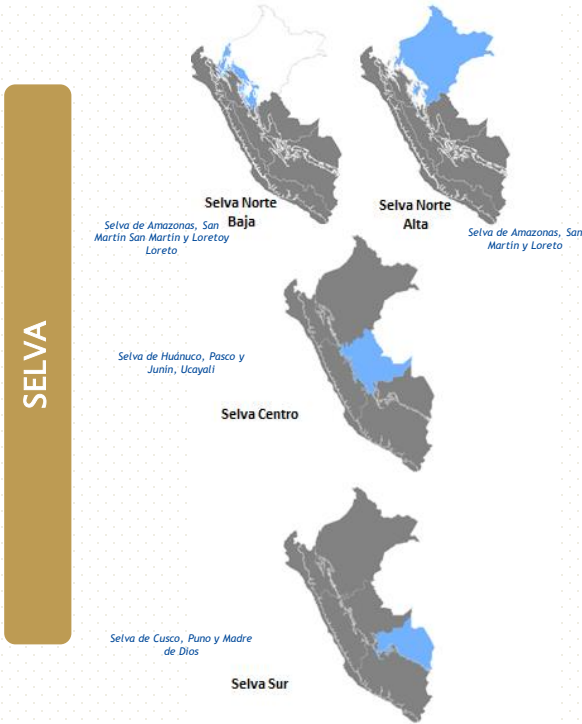 SELVA
Selva Norte
Baja
Selva de Amazonas, San
Martin San Martin y Loretoy
Loreto
Selva Norte
Alta
Selva de Amazonas, San
Martin y Loreto
Selva de Huánuco, Pasco y
Junín, Ucayali
Selva Centro
Selva de Cusco, Puno y Madre
de Dios
Selva Sur